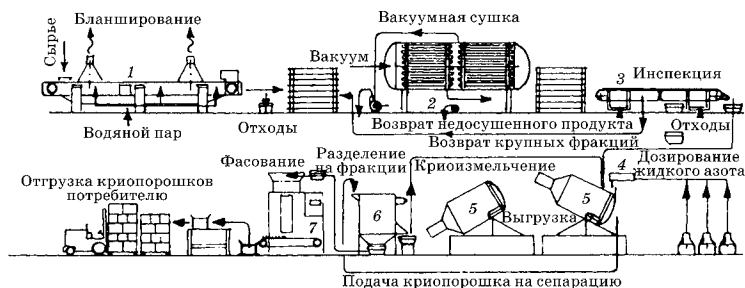 Бланширование
Сырье
1
Водяной пар
Отходы
Вакуумная сушка
Вакуум
2
3
Инспекция
Возврат недосушенного продукта
Отходы
Возврат крупных фракций
Отгрузка криопорошков
потребителю
Фасование
7
Разделение
на фракции
6
Криоизмельчение
5
Выгрузка
5
4
Дозирование
жидкого азота
Подача криопорошка на сепарацию